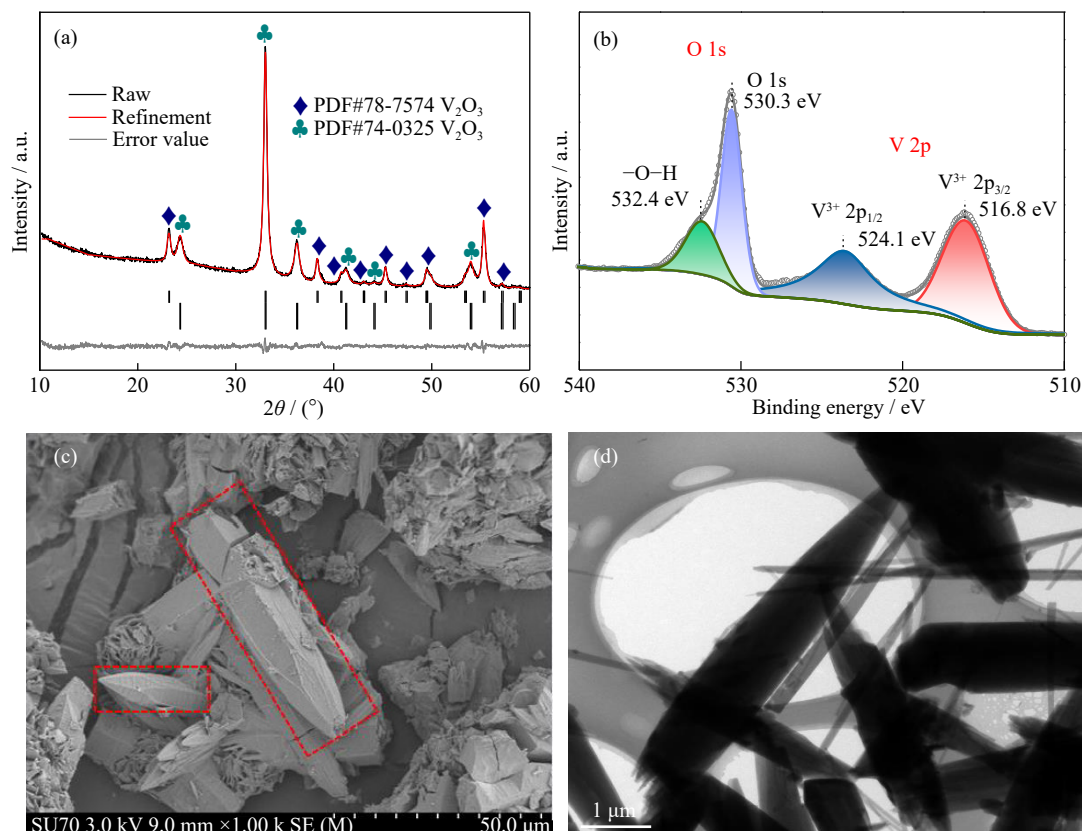 (a)
Raw
Refinement
Error value
♦ PDF#78-7574 V₂O₃
♣ PDF#74-0325 V₂O₃
Intensity / a.u.
10 20 30 40 50 60
2θ / (°)
(b)
O 1s
O 1s
530.3 eV
−O−H
532.4 eV
V 2p
V³⁺ 2p₃/₂
516.8 eV
V³⁺ 2p₁/₂
524.1 eV
Intensity / a.u.
540 530 520 510
Binding energy / eV
(c)
SU70 3.0 kV 9.0 mm ×1.00 k SE (M) 50.0 μm
(d)
1 μm